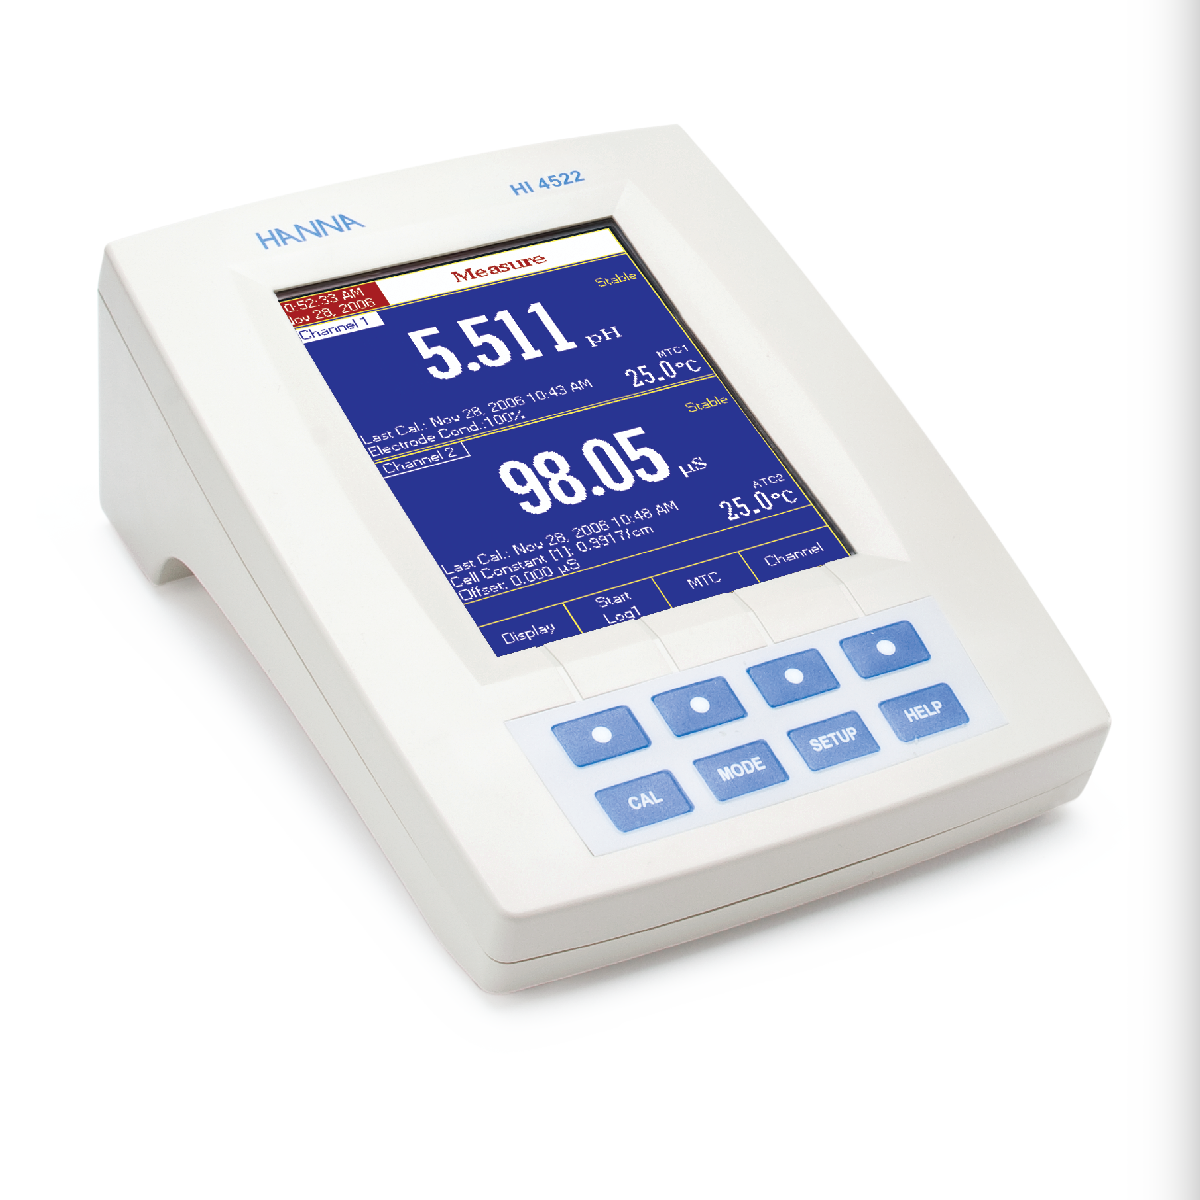 HANNA
HI 4522
Measure
0:52:33 AM
Nov 28, 2006
Channel 1
Stable
5.511 pH
MTC1
25.0°C
Last Cal.: Nov 28, 2006 10:43 AM
Electrode Cond.:100%
Channel 2
Stable
98.05 µS
ATC2
25.0°C
Last Cal.: Nov 28, 2006 10:48 AM
Cell Constant [1]: 0.9917/cm
Offset: 0.000 µS
Display
Start
Log1
MTC
Channel
CAL
MODE
SETUP
HELP